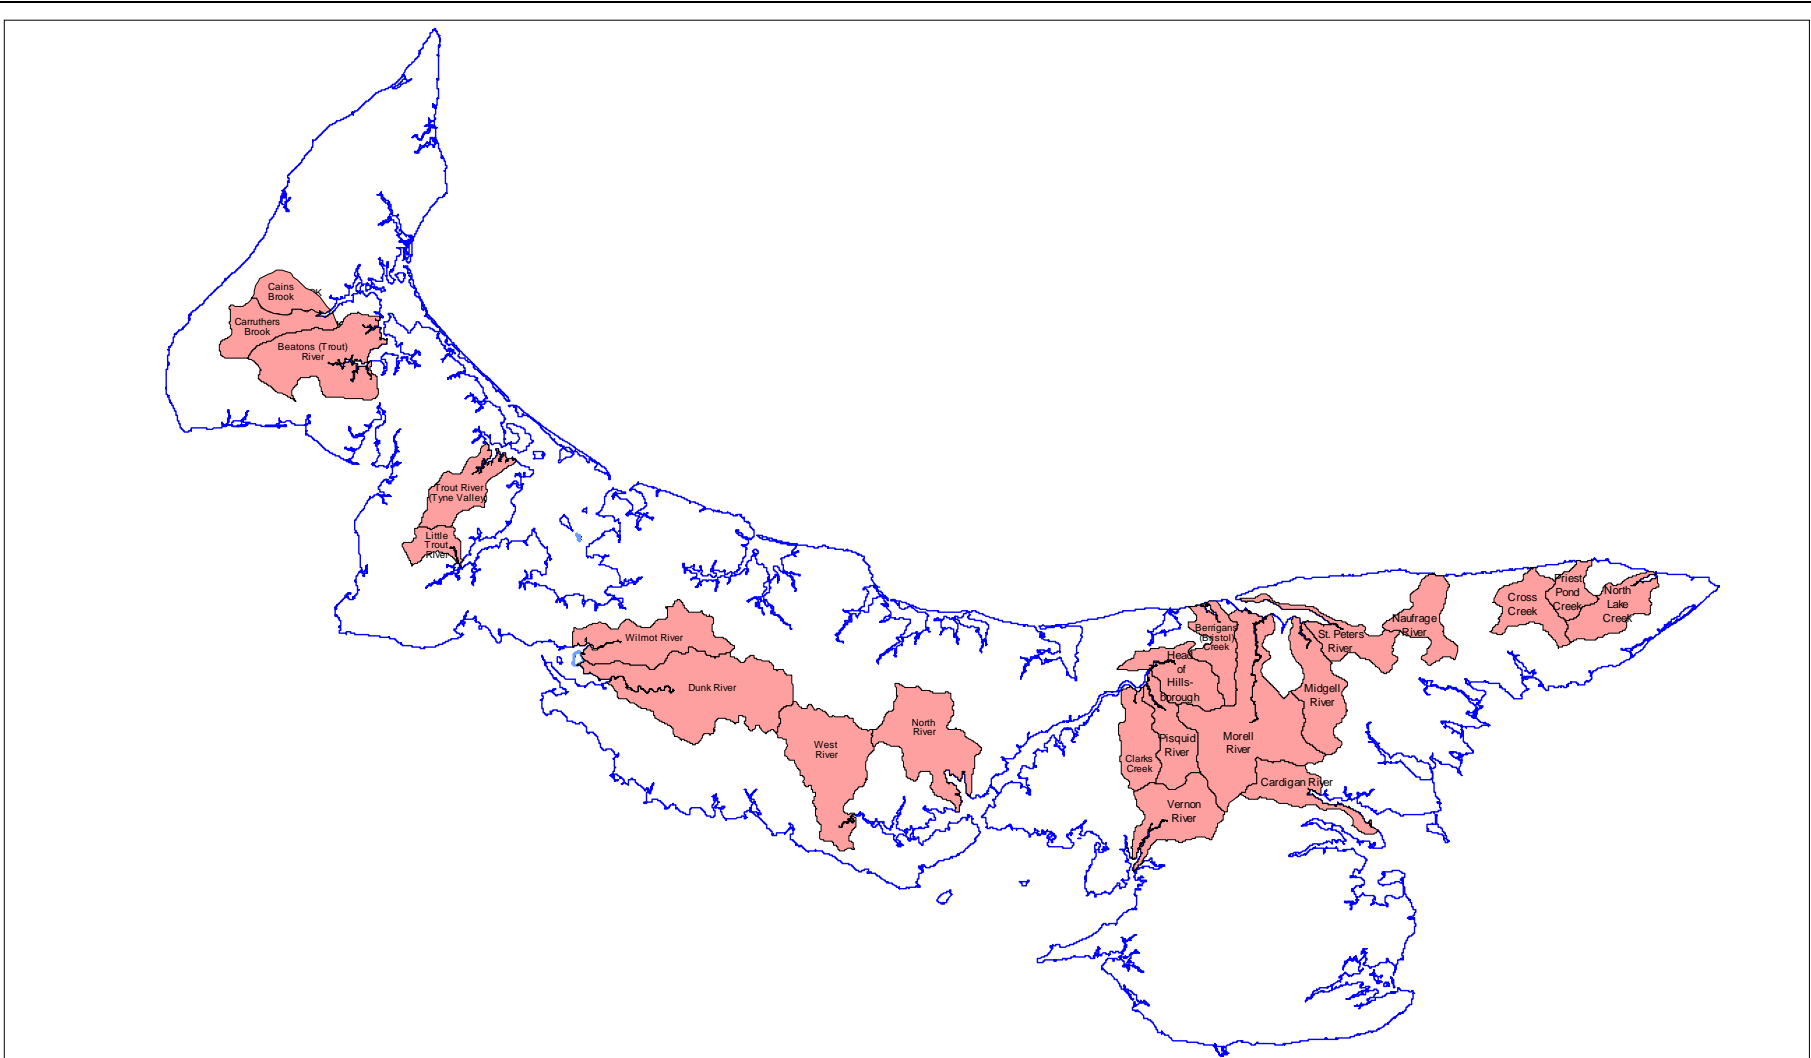 Cains
Brook
Carruthers
Brook
Beatons (Trout)
River
Trout River
(Tyne Valley
Little
Trout
River
Wilmot River
Dunk River
West
River
North
River
Berrigans
(Bristol)
Creek
Head
of
Hills-
borough
Clarks
Creek
Pisquid
River
Morell
River
Vernon
River
Cardigan River
Midgell
River
St. Peters
River
Naufrage
River
Cross
Creek
Priest
Pond
Creek
North
Lake
Creek